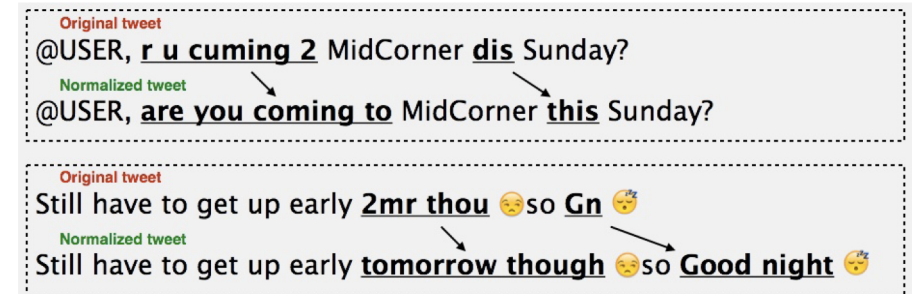 Original tweet
@USER, r u cuming 2 MidCorner dis Sunday?
Normalized tweet
@USER, are you coming to MidCorner this Sunday?
Original tweet
Still have to get up early 2mr thou 😒so Gn 😴
Normalized tweet
Still have to get up early tomorrow though 😒so Good night 😴